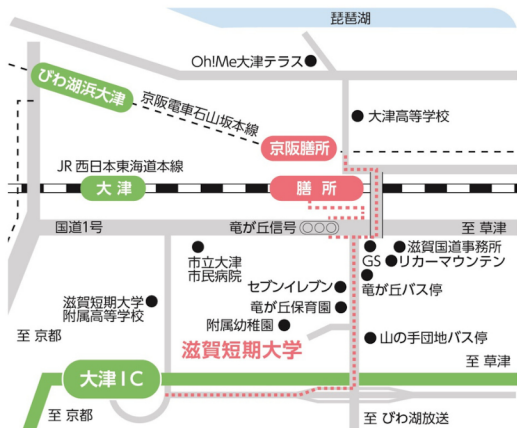 琵琶湖
Oh!Me大津テラス
びわ湖浜大津
京阪電車石山坂本線
大津高等学校
京阪膳所
JR 西日本東海道本線
大津
膳所
国道1号
竜が丘信号
至 草津
市立大津
市民病院
滋賀国道事務所
GS
リカーマウンテン
竜が丘バス停
セブンイレブン
滋賀短期大学
附属高等学校
竜が丘保育園
附属幼稚園
至 京都
滋賀短期大学
山の手団地バス停
至 草津
大津IC
至 京都
至 びわ湖放送